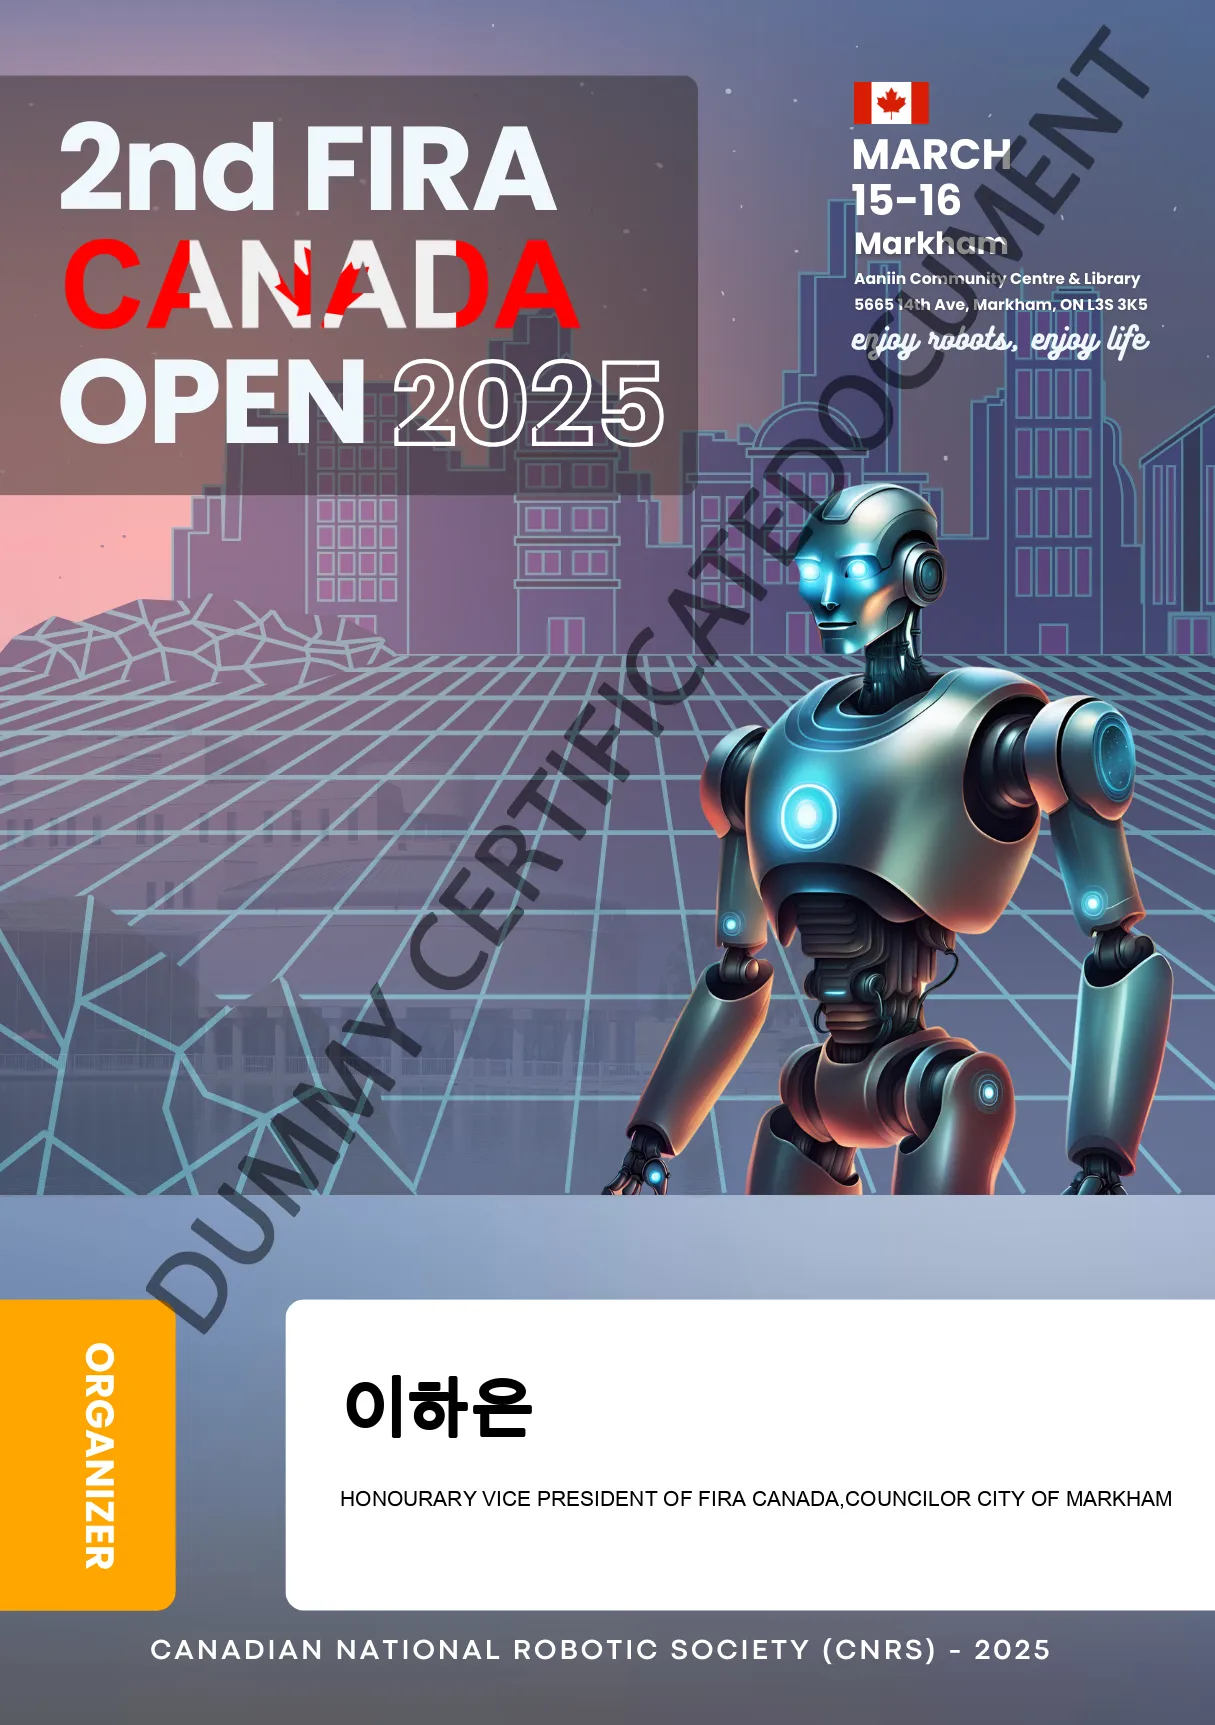 2nd FIRA
CANADA
OPEN 2025
MARCH
15-16
Markham
Aaniin Community Centre & Library
5665 14th Ave, Markham, ON L3S 3K5
enjoy robots, enjoy life
DUMMY CERTIFICATEDOCUMENT
ORGANIZER
이하은
HONOURARY VICE PRESIDENT OF FIRA CANADA,COUNCILOR CITY OF MARKHAM
CANADIAN NATIONAL ROBOTIC SOCIETY (CNRS) - 2025